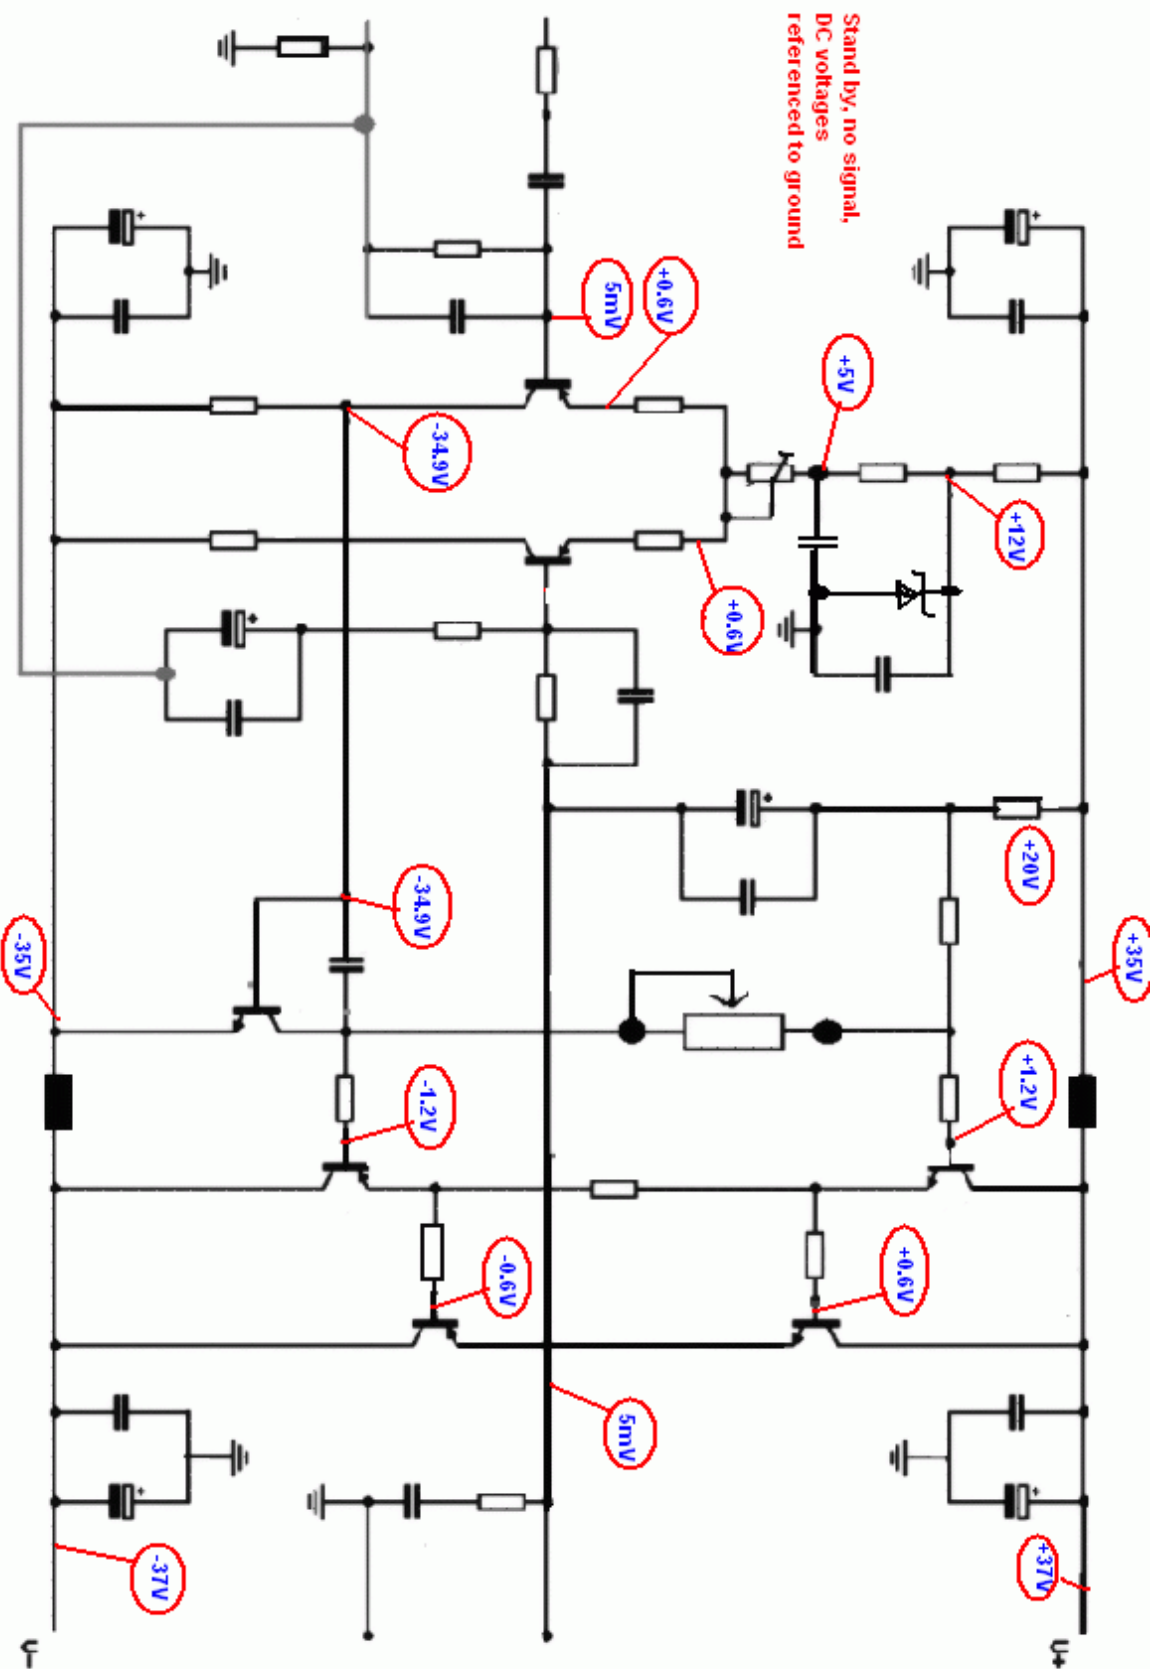 Stand by, no signal,
DC voltages
referenced to ground
+35V
+37V
+12V
+20V
+1.2V
+5V
+0.6V
+0.6V
+0.6V
5mV
5mV
-34.9V
-34.9V
-1.2V
-0.6V
-35V
-37V
U+
U-
+
+
+
+
+
+